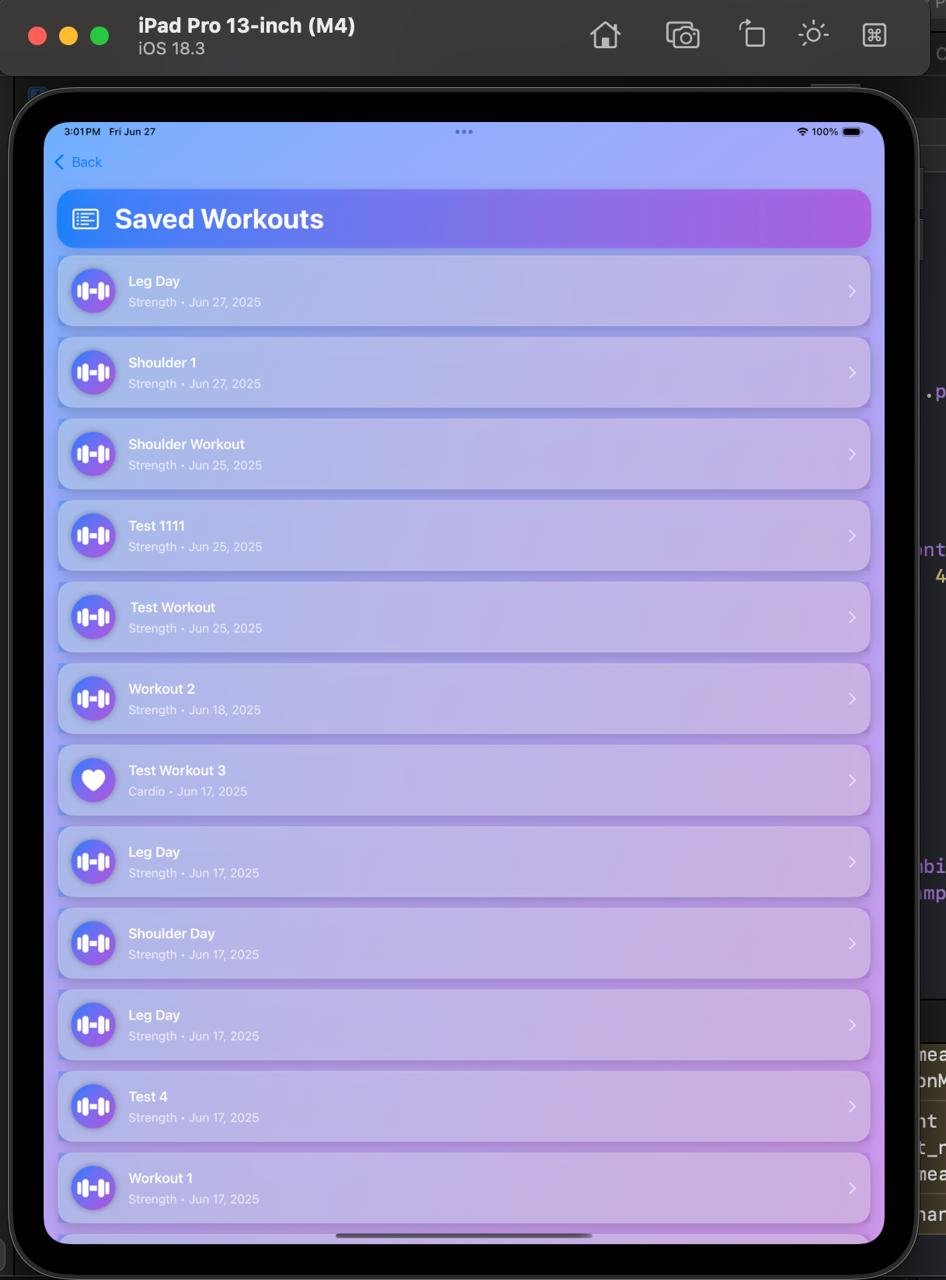 iPad Pro 13-inch (M4)
iOS 18.3
3:01 PM Fri Jun 27
100%
Back
Saved Workouts
Leg Day
Strength • Jun 27, 2025
Shoulder 1
Strength • Jun 27, 2025
Shoulder Workout
Strength • Jun 25, 2025
Test 1111
Strength • Jun 25, 2025
Test Workout
Strength • Jun 25, 2025
Workout 2
Strength • Jun 18, 2025
Test Workout 3
Cardio • Jun 17, 2025
Leg Day
Strength • Jun 17, 2025
Shoulder Day
Strength • Jun 17, 2025
Leg Day
Strength • Jun 17, 2025
Test 4
Strength • Jun 17, 2025
Workout 1
Strength • Jun 17, 2025